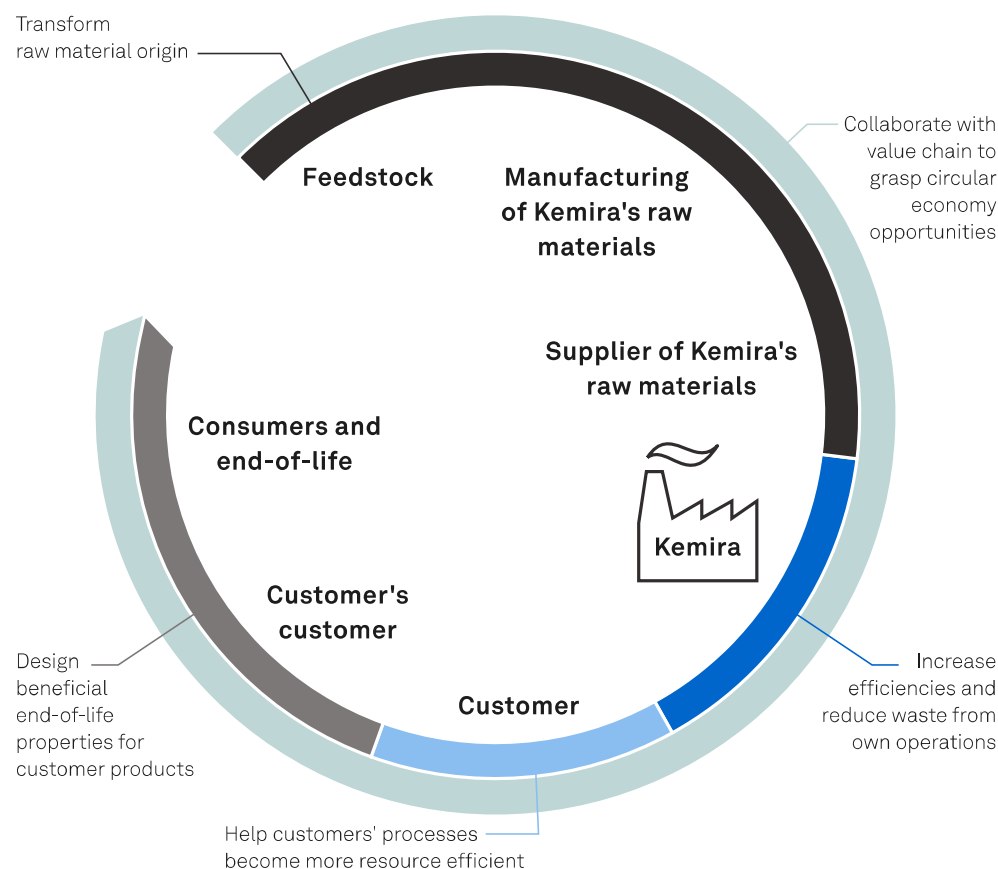 Transform
raw material origin
Collaborate with
value chain to
grasp circular
economy
opportunities
Feedstock
Manufacturing
of Kemira's raw
materials
Supplier of Kemira's
raw materials
Consumers and
end-of-life
Kemira
Customer's
customer
Customer
Design
beneficial
end-of-life
properties for
customer products
Increase
efficiencies and
reduce waste from
own operations
Help customers' processes
become more resource efficient